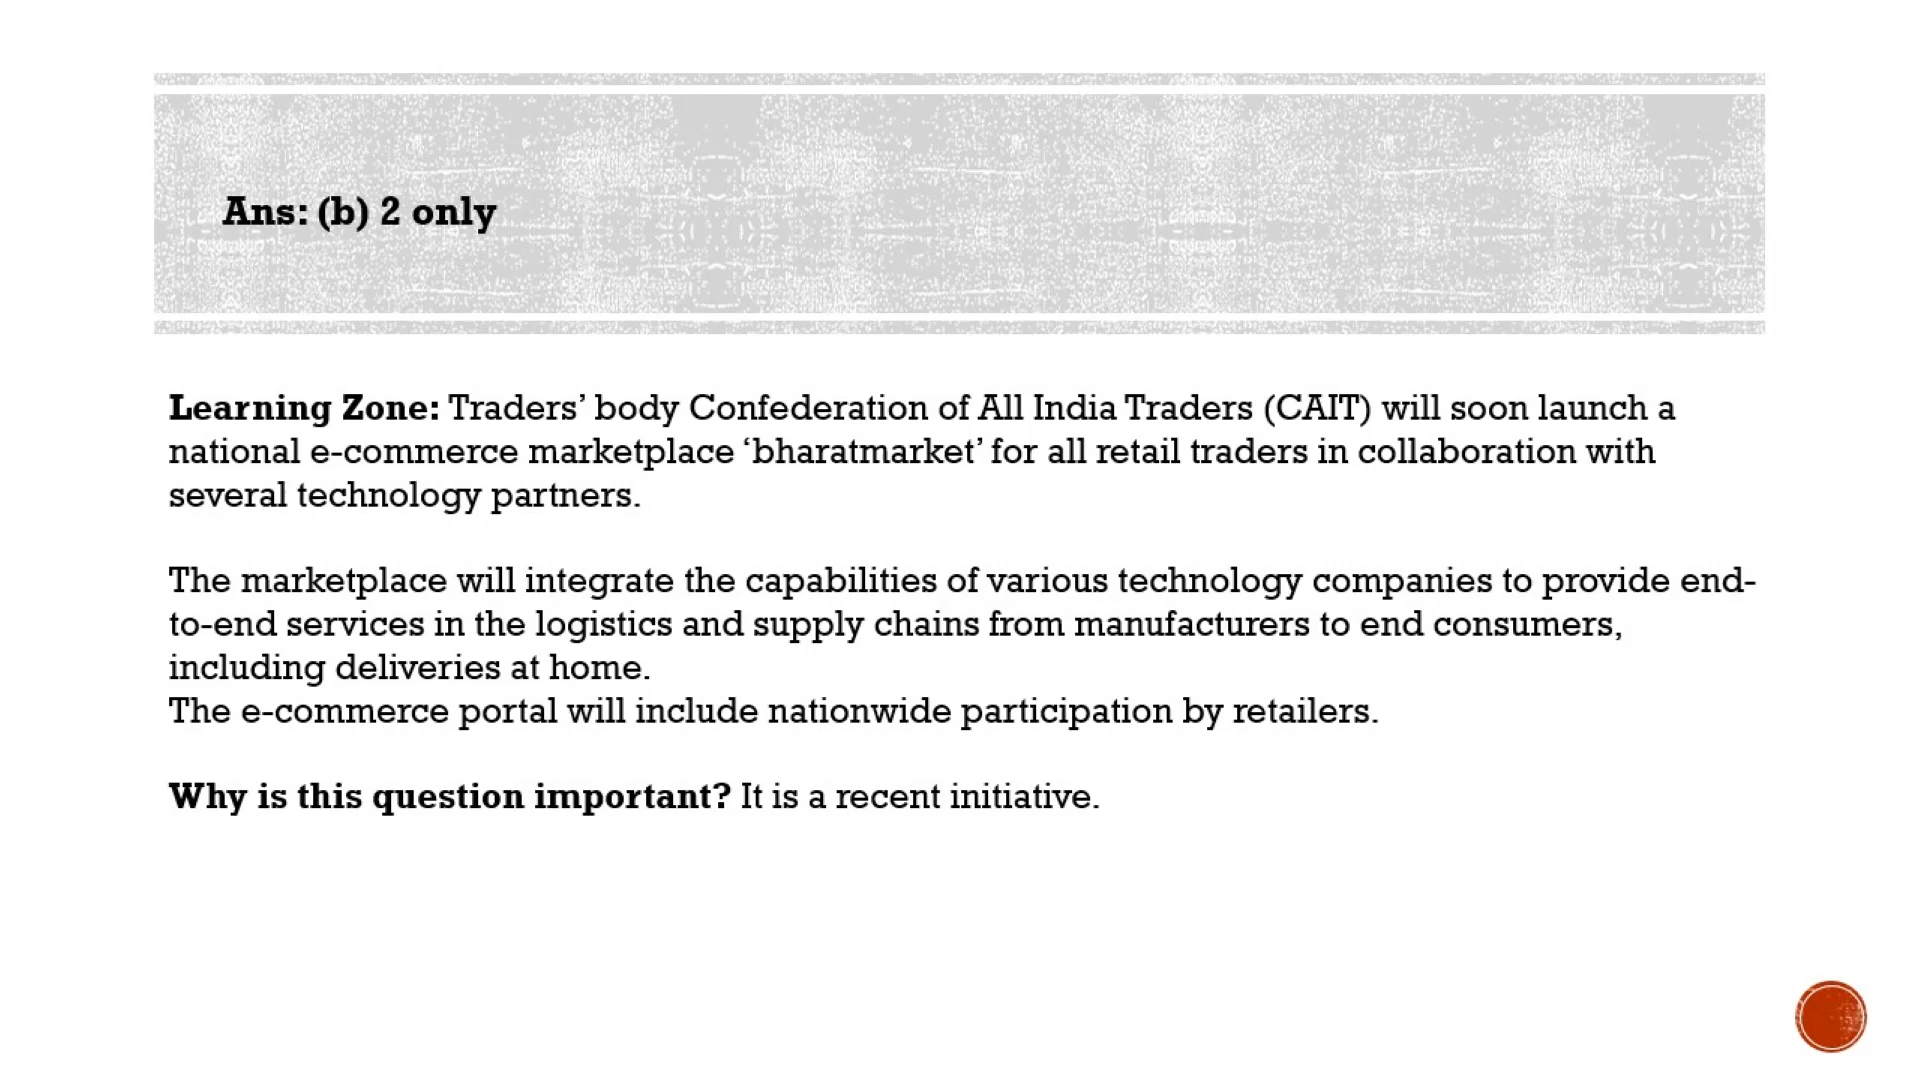 Ans: (b) 2 only
Learning Zone: Traders’ body Confederation of All India Traders (CAIT) will soon launch a
national e-commerce marketplace ‘bharatmarket’ for all retail traders in collaboration with
several technology partners.
The marketplace will integrate the capabilities of various technology companies to provide end-
to-end services in the logistics and supply chains from manufacturers to end consumers,
including deliveries at home.
The e-commerce portal will include nationwide participation by retailers.
Why is this question important? It is a recent initiative.